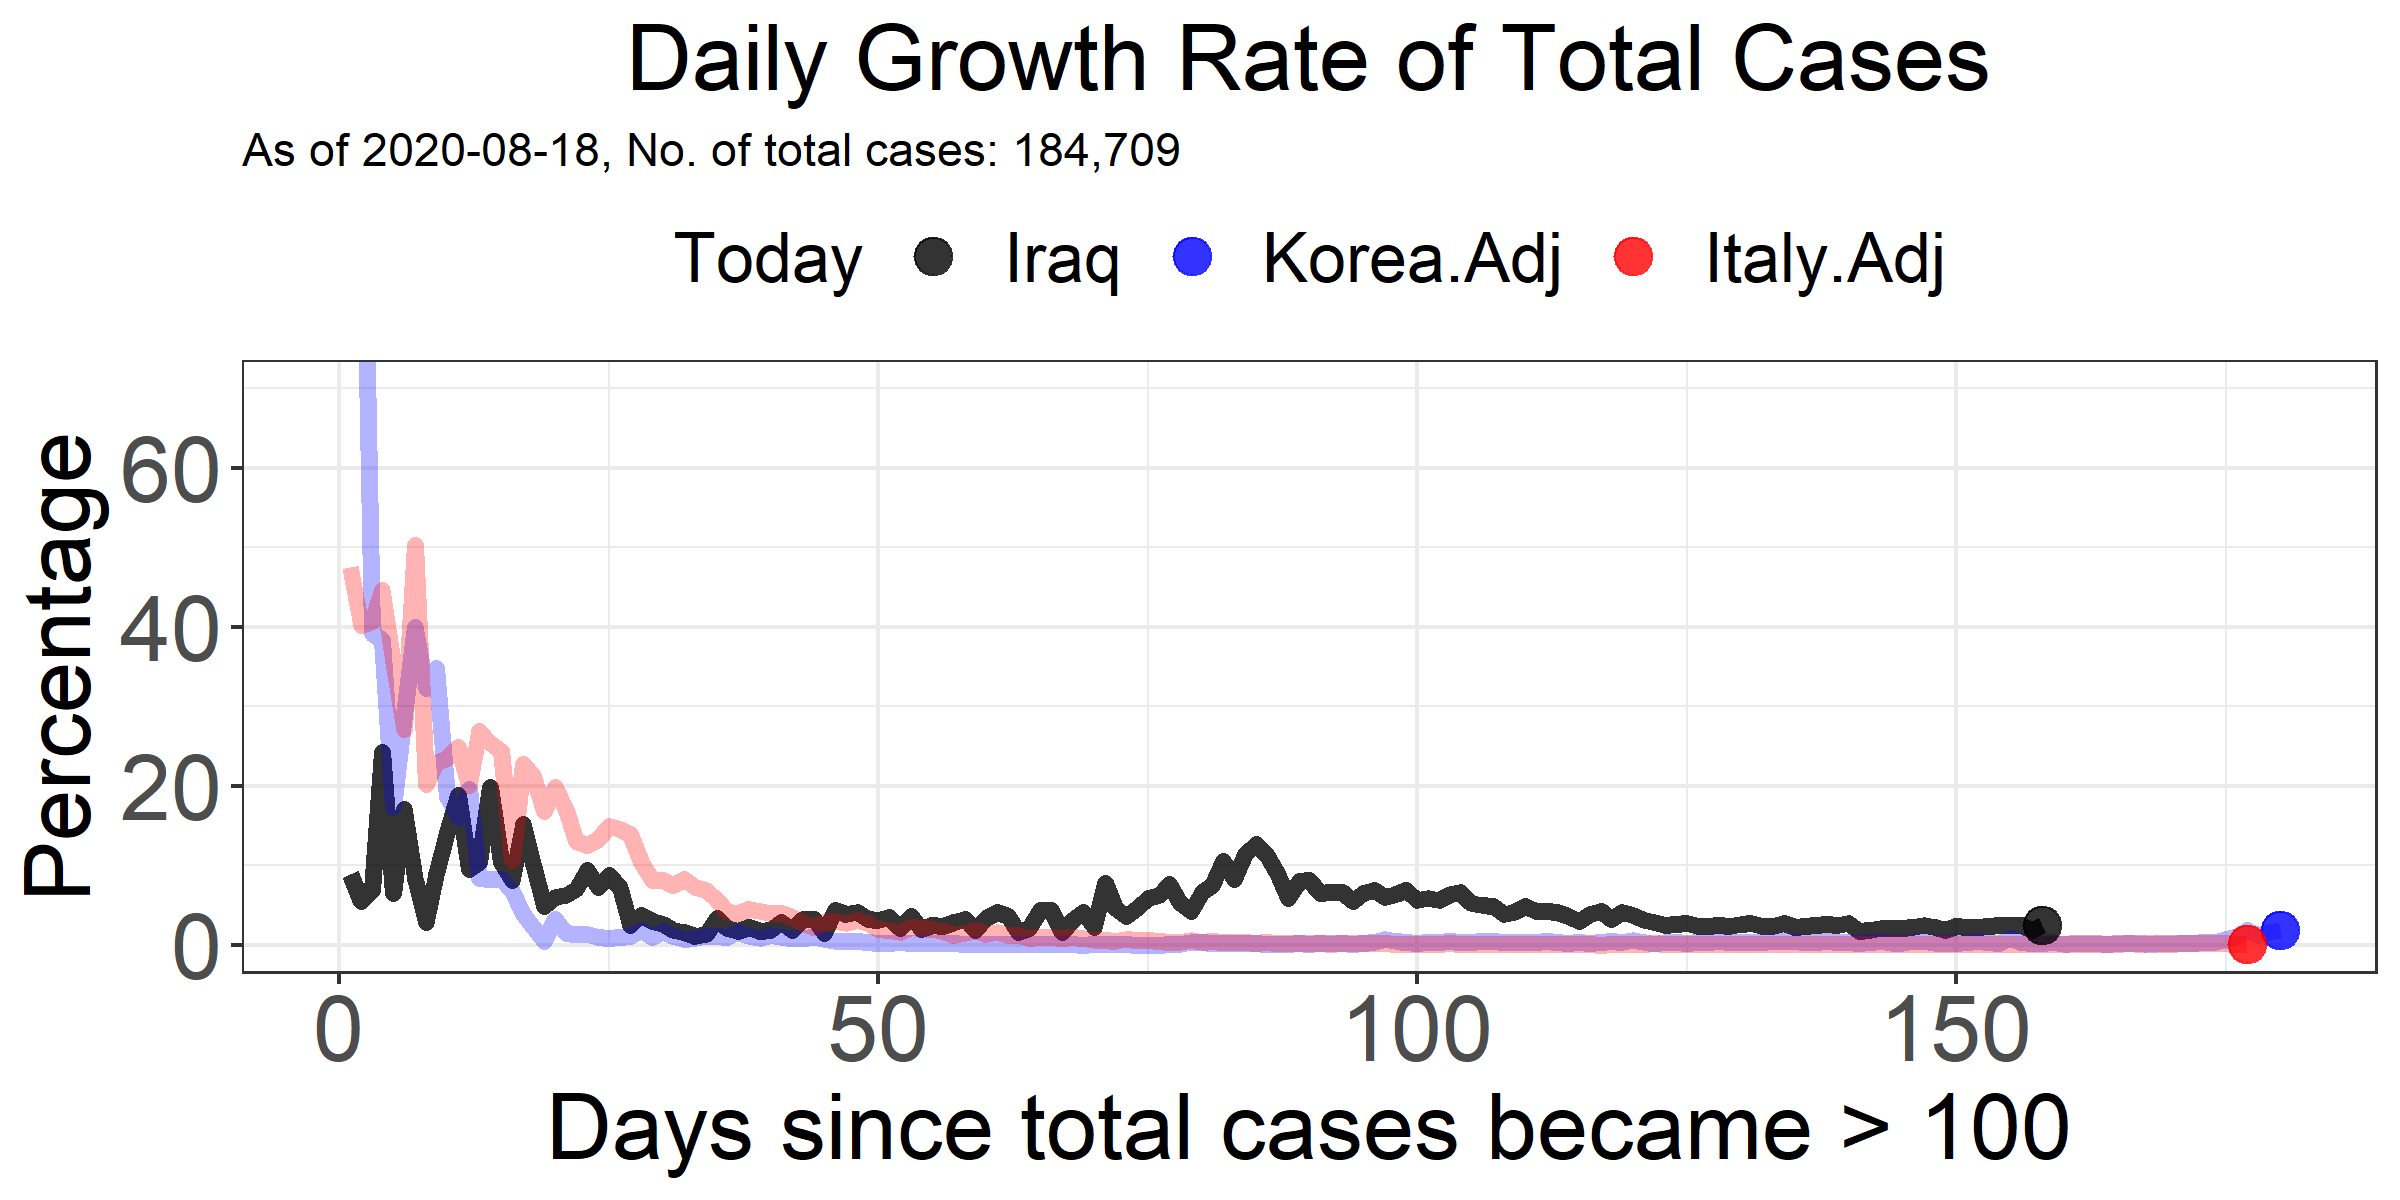 Daily Growth Rate of Total Cases
As of 2020-08-18, No. of total cases: 184,709
Today Iraq Korea.Adj Italy.Adj
Percentage
60
40
20
0
0 50 100 150
Days since total cases became > 100